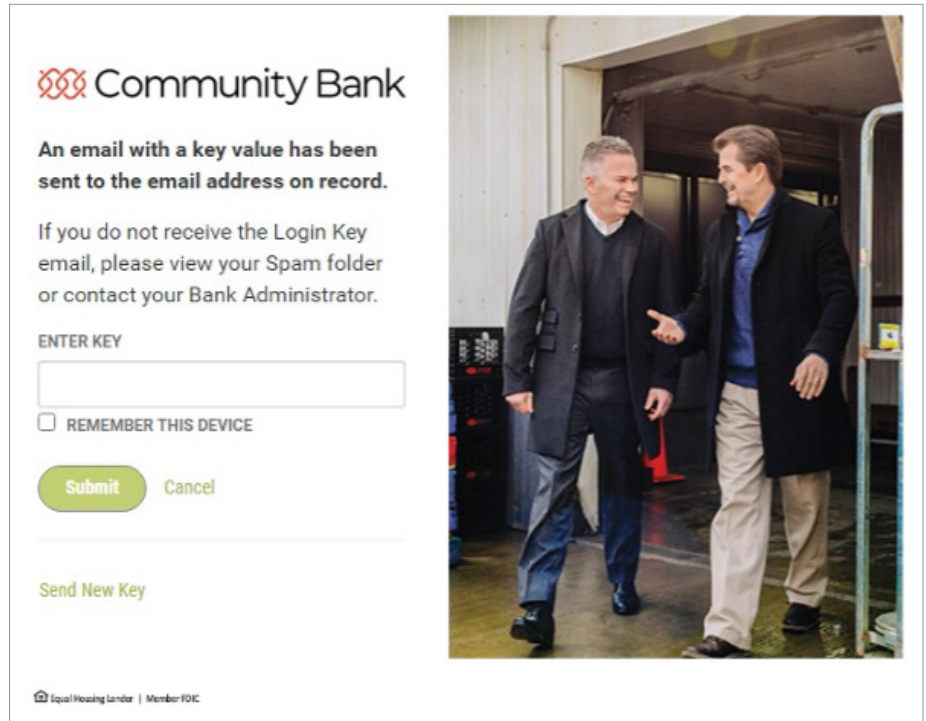 Community Bank
An email with a key value has been
sent to the email address on record.
If you do not receive the Login Key
email, please view your Spam folder
or contact your Bank Administrator.
ENTER KEY
REMEMBER THIS DEVICE
Submit Cancel
Send New Key
Equal Housing Lender | Member FDIC